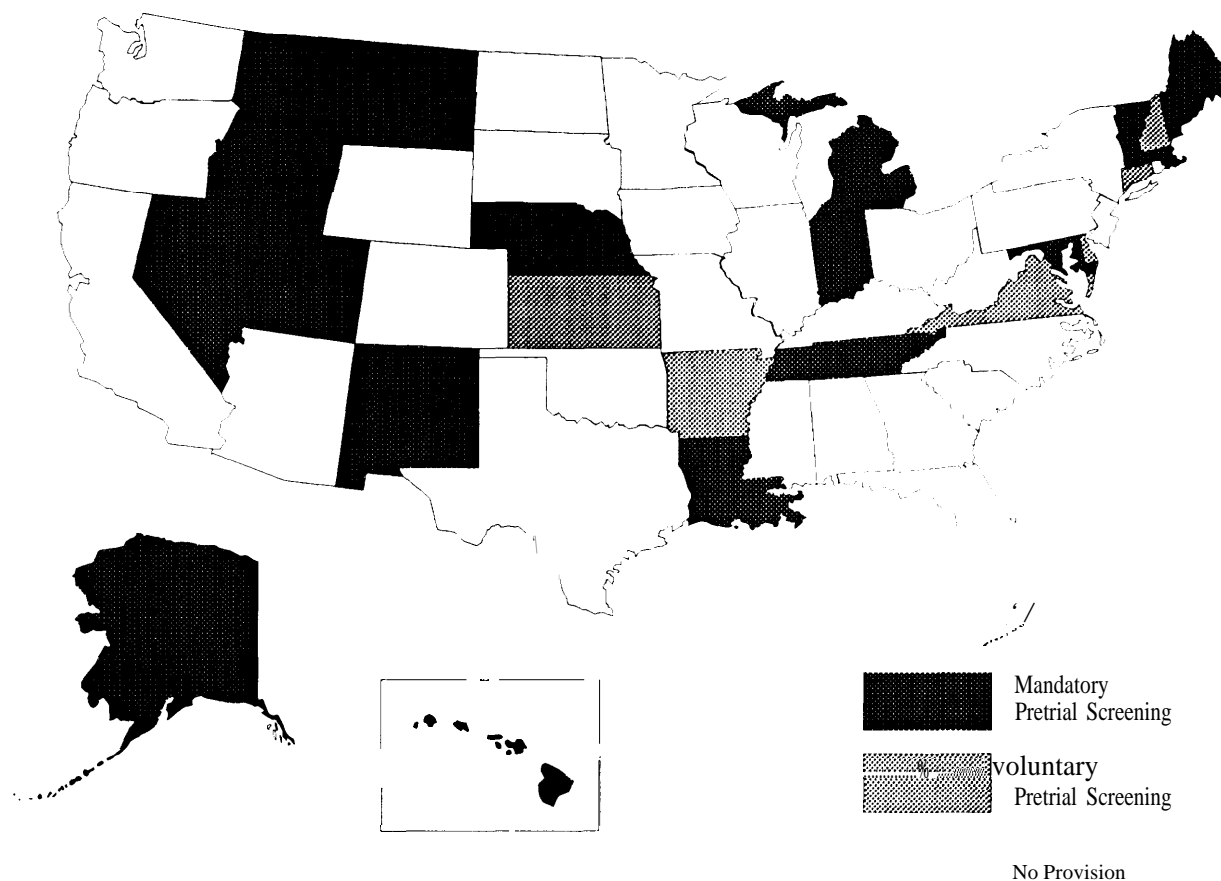 Mandatory
Pretrial Screening
voluntary
Pretrial Screening
No Provision